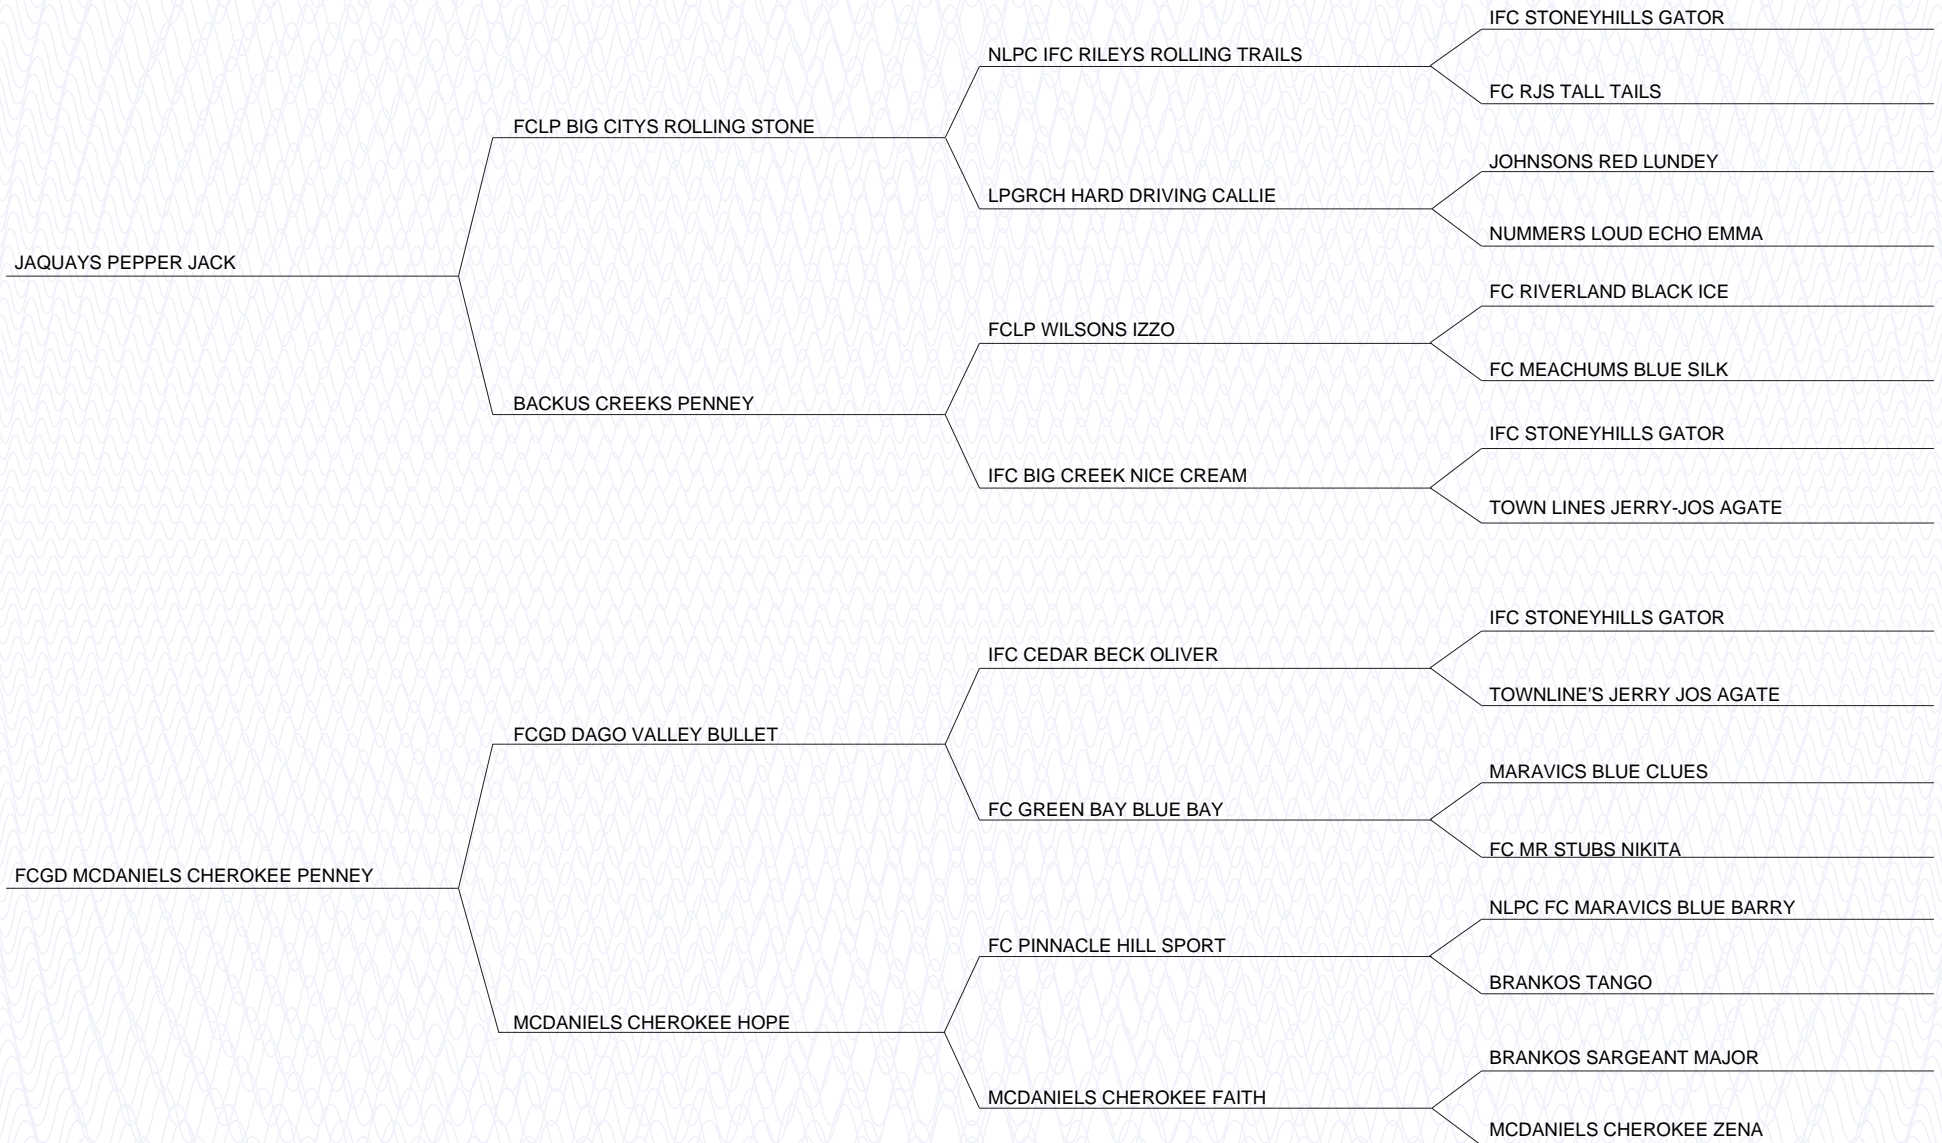 IFC STONEYHILLS GATOR
NLPC IFC RILEYS ROLLING TRAILS
FC RJS TALL TAILS
FCLP BIG CITYS ROLLING STONE
JOHNSONS RED LUNDEY
LPGRCH HARD DRIVING CALLIE
NUMMERS LOUD ECHO EMMA
JAQUAYS PEPPER JACK
FC RIVERLAND BLACK ICE
FCLP WILSONS IZZO
FC MEACHUMS BLUE SILK
BACKUS CREEKS PENNEY
IFC STONEYHILLS GATOR
IFC BIG CREEK NICE CREAM
TOWN LINES JERRY-JOS AGATE
IFC STONEYHILLS GATOR
IFC CEDAR BECK OLIVER
TOWNLINE'S JERRY JOS AGATE
FCGD DAGO VALLEY BULLET
MARAVICS BLUE CLUES
FC GREEN BAY BLUE BAY
FC MR STUBS NIKITA
FCGD MCDANIELS CHEROKEE PENNEY
NLPC FC MARAVICS BLUE BARRY
FC PINNACLE HILL SPORT
BRANKOS TANGO
MCDANIELS CHEROKEE HOPE
BRANKOS SARGEANT MAJOR
MCDANIELS CHEROKEE FAITH
MCDANIELS CHEROKEE ZENA